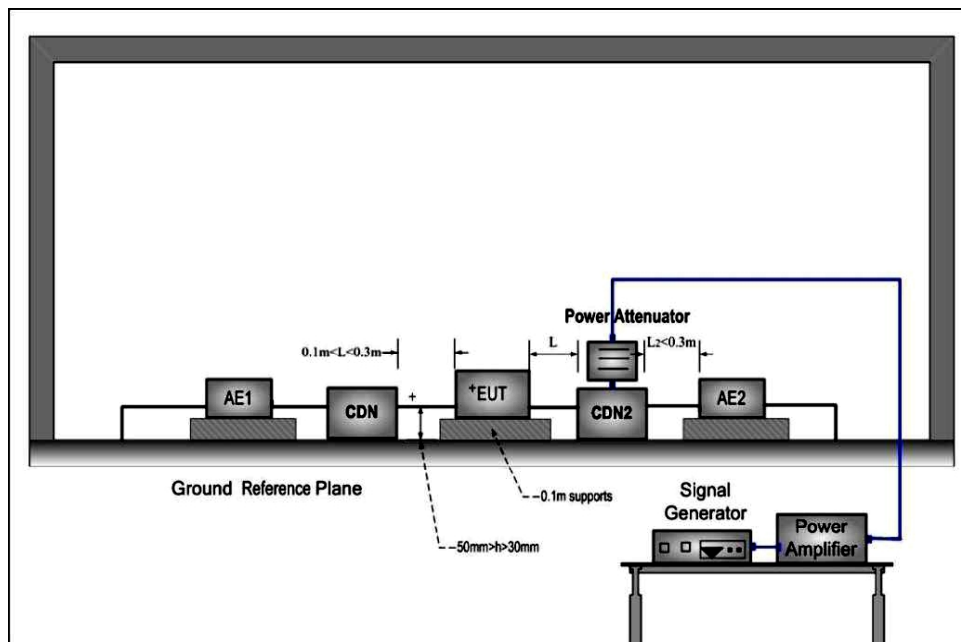 Power Attenuator
0.1m<L<0.3m
L
L2<0.3m
AE1
CDN
+
+EUT
CDN2
AE2
Ground Reference Plane
0.1m supports
50mm>h>30mm
Signal
Generator
Power
Amplifier